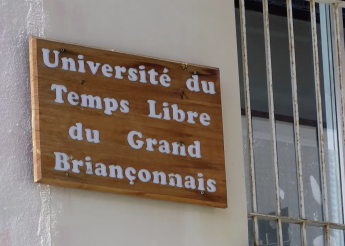 Université du
Temps Libre
du Grand
Briançonnais